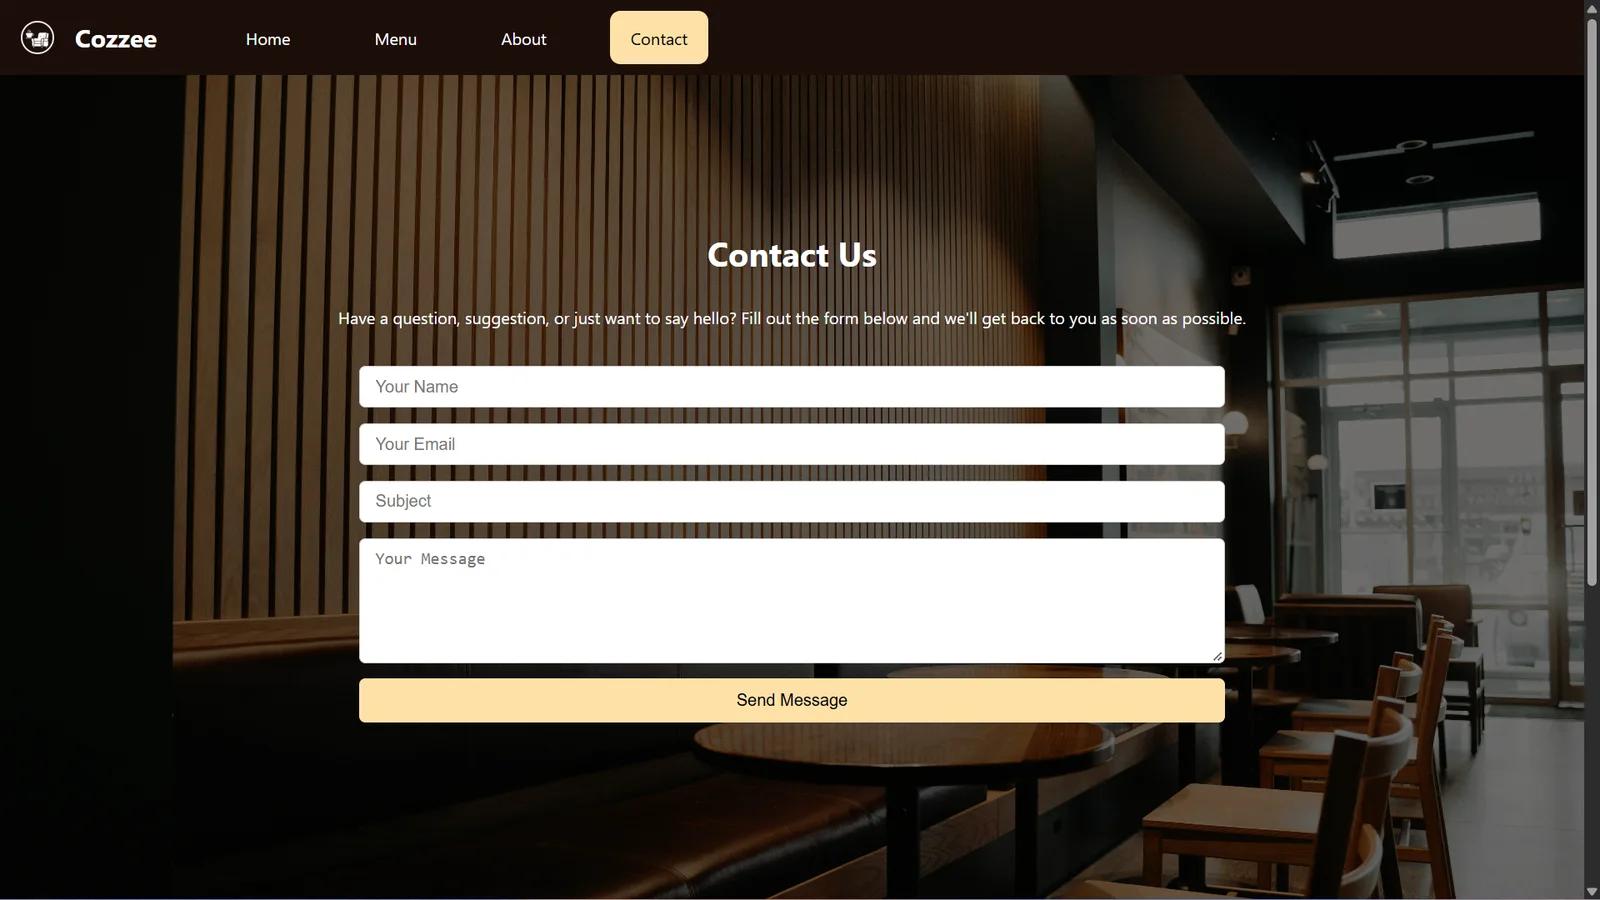 Cozzee
Home
Menu
About
Contact
Contact Us
Have a question, suggestion, or just want to say hello? Fill out the form below and we'll get back to you as soon as possible.
Your Name
Your Email
Subject
Your Message
Send Message